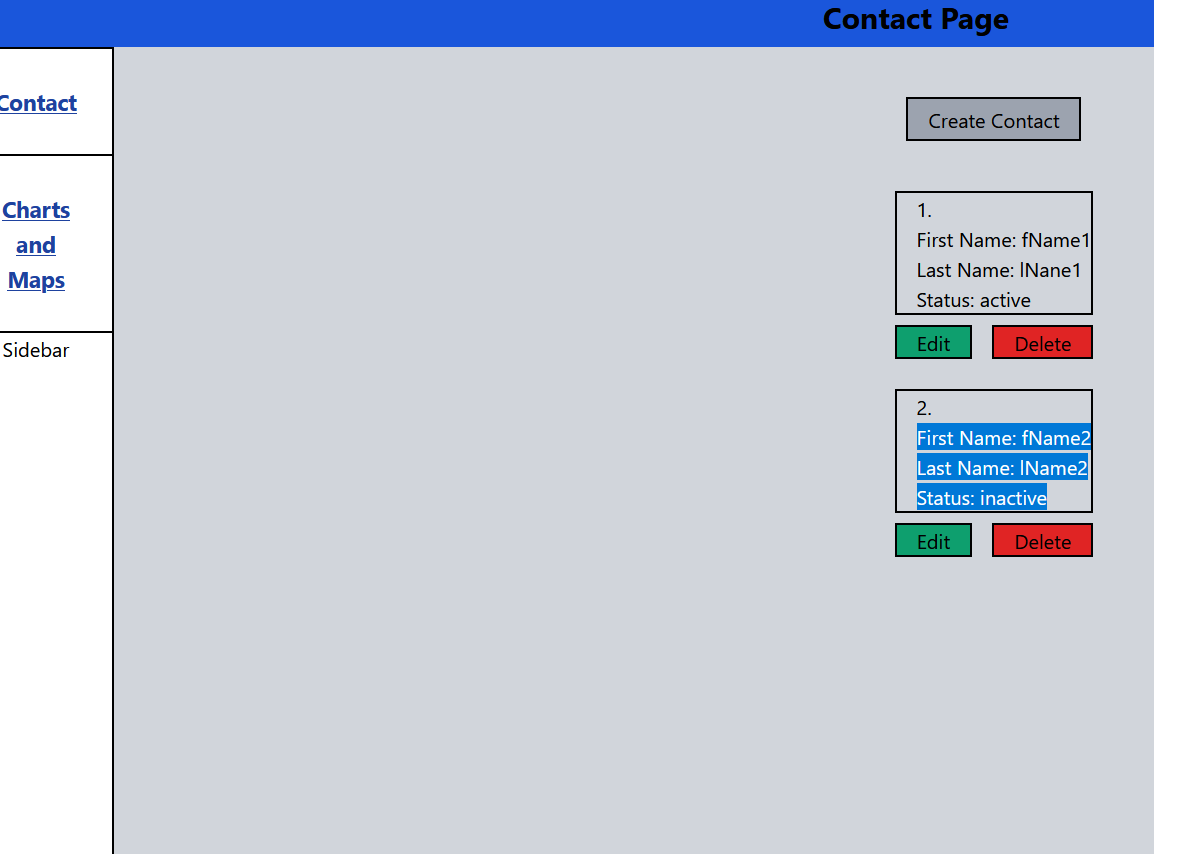 Contact Page
Contact
Charts
and
Maps
Sidebar
Create Contact
1.
First Name: fName1
Last Name: lNane1
Status: active
Edit Delete
2.
First Name: fName2
Last Name: lName2
Status: inactive
Edit Delete